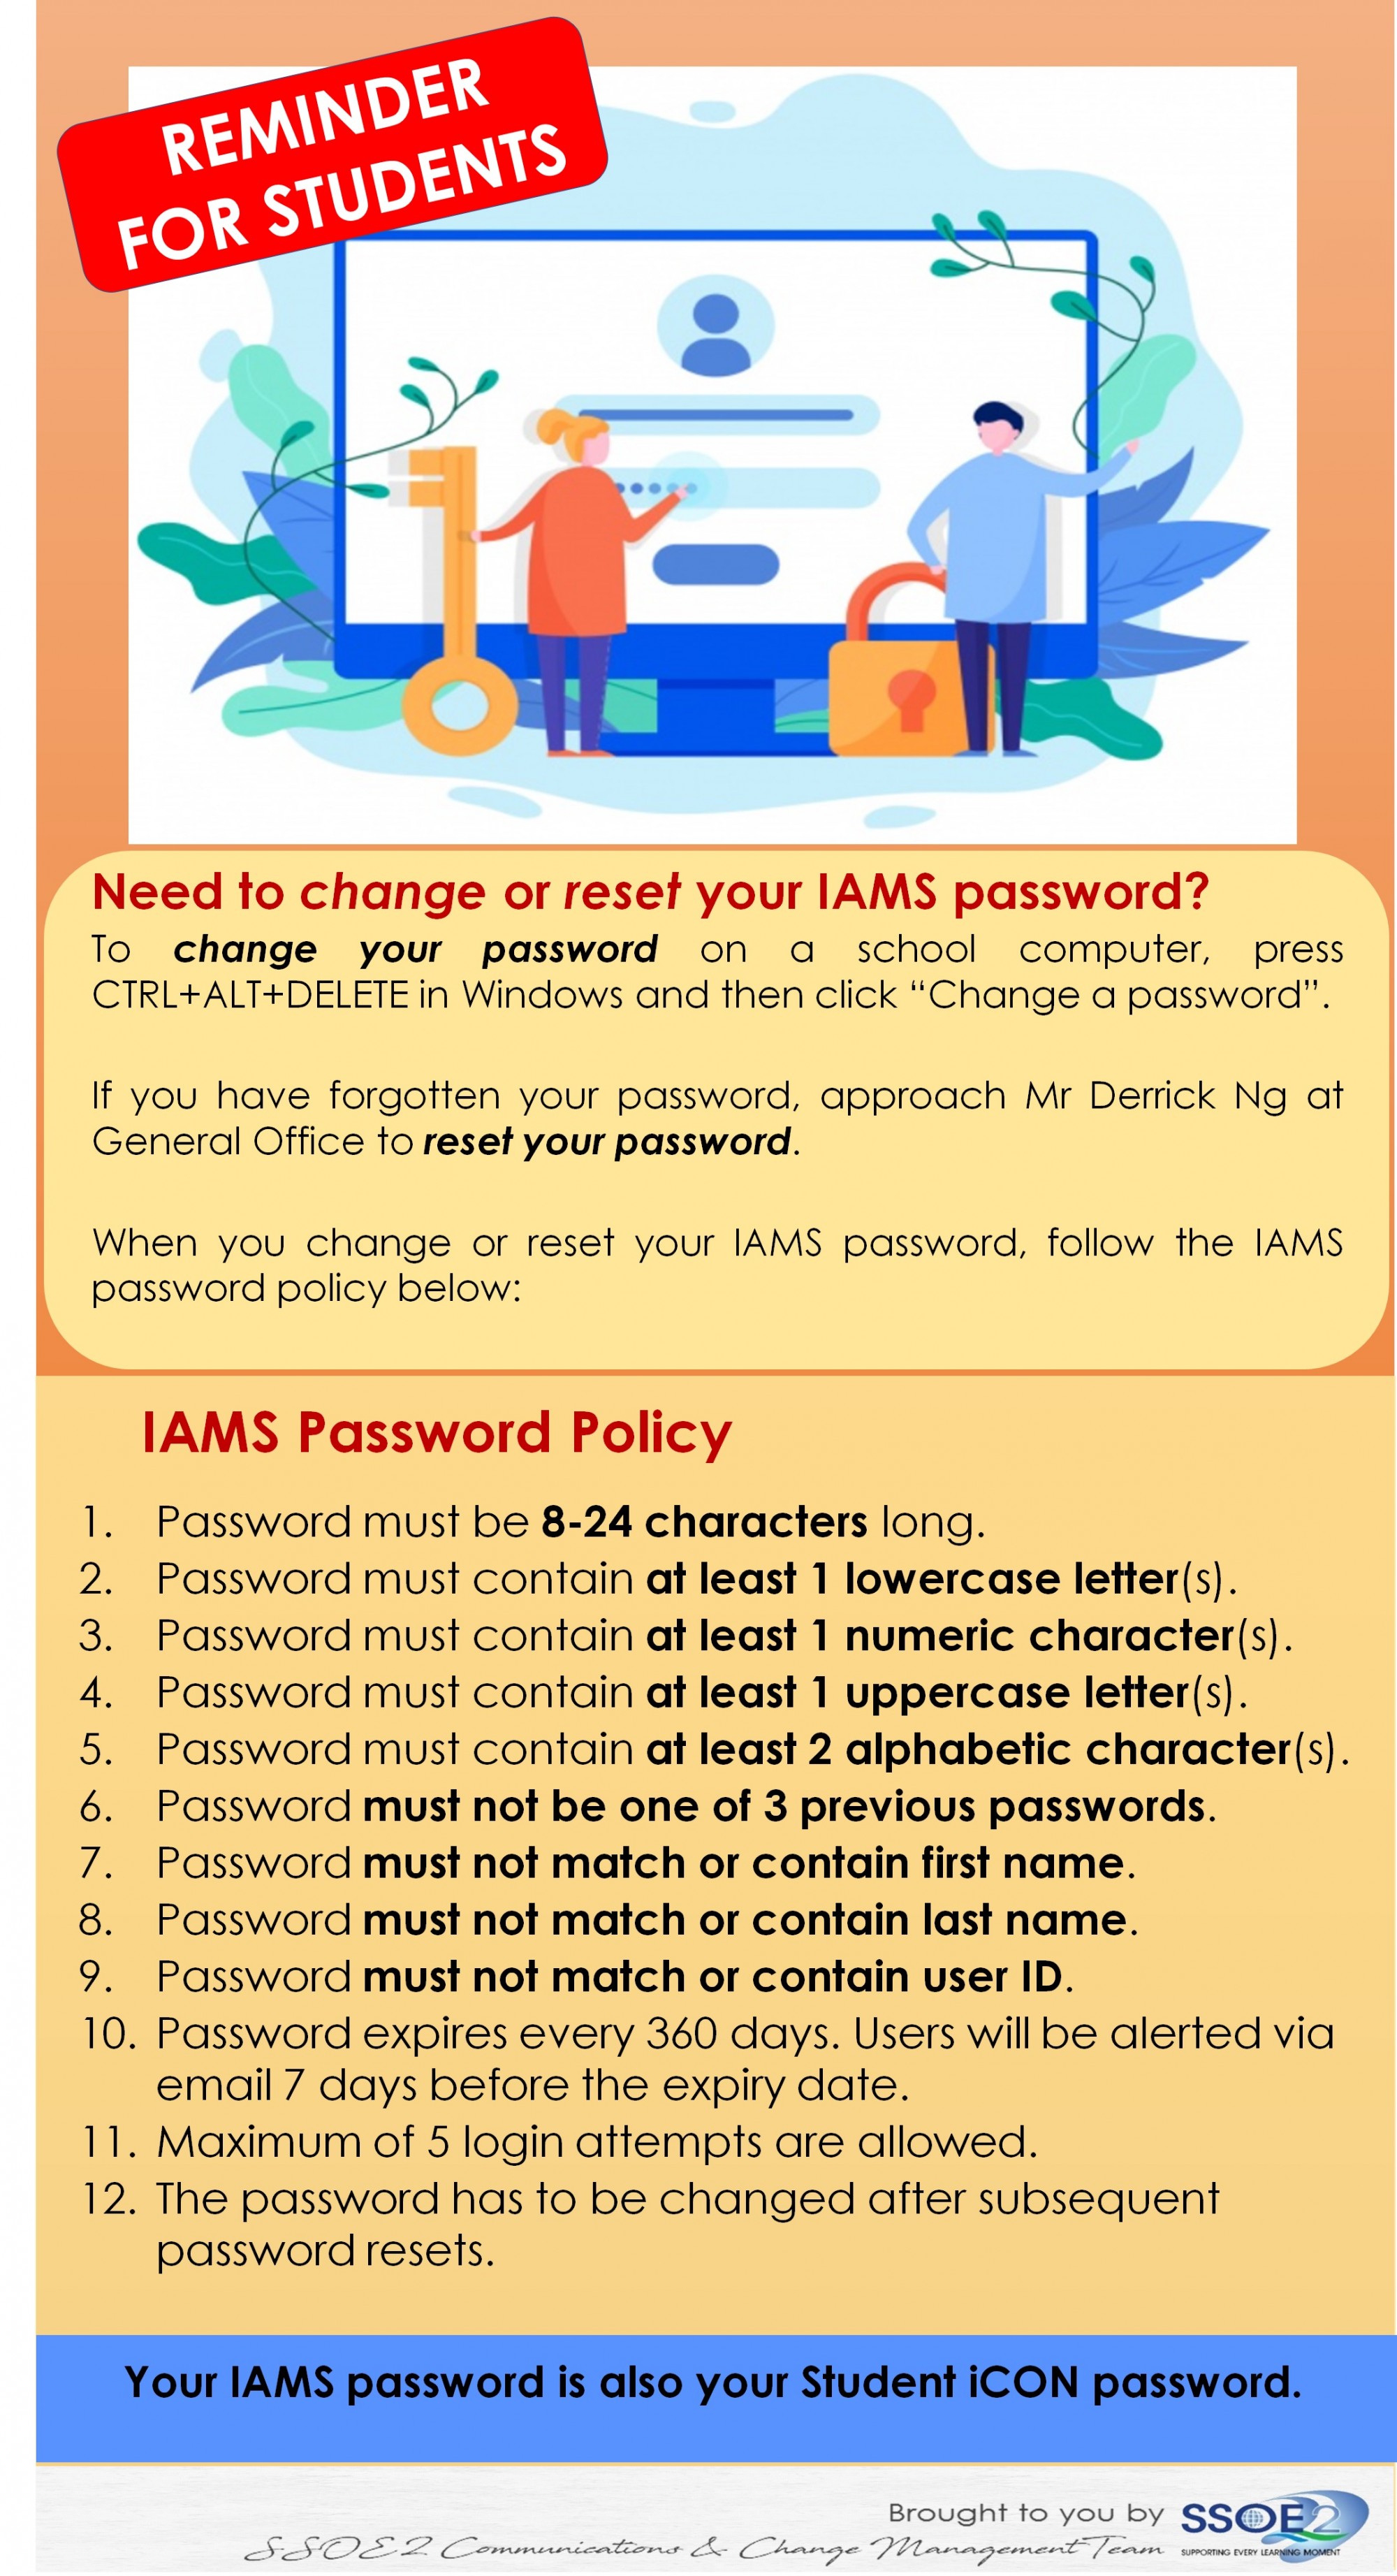 REMINDER
FOR STUDENTS
Need to change or reset your IAMS password?
To change your password on a school computer, press
CTRL+ALT+DELETE in Windows and then click “Change a password”.
If you have forgotten your password, approach Mr Derrick Ng at
General Office to reset your password.
When you change or reset your IAMS password, follow the IAMS
password policy below:
IAMS Password Policy
1. Password must be 8-24 characters long.
2. Password must contain at least 1 lowercase letter(s).
3. Password must contain at least 1 numeric character(s).
4. Password must contain at least 1 uppercase letter(s).
5. Password must contain at least 2 alphabetic character(s).
6. Password must not be one of 3 previous passwords.
7. Password must not match or contain first name.
8. Password must not match or contain last name.
9. Password must not match or contain user ID.
10. Password expires every 360 days. Users will be alerted via
email 7 days before the expiry date.
11. Maximum of 5 login attempts are allowed.
12. The password has to be changed after subsequent
password resets.
Your IAMS password is also your Student iCON password.
Brought to you by SSOE2
SSOE2 Communications & Change Management Team
SUPPORTING EVERY LEARNING MOMENT